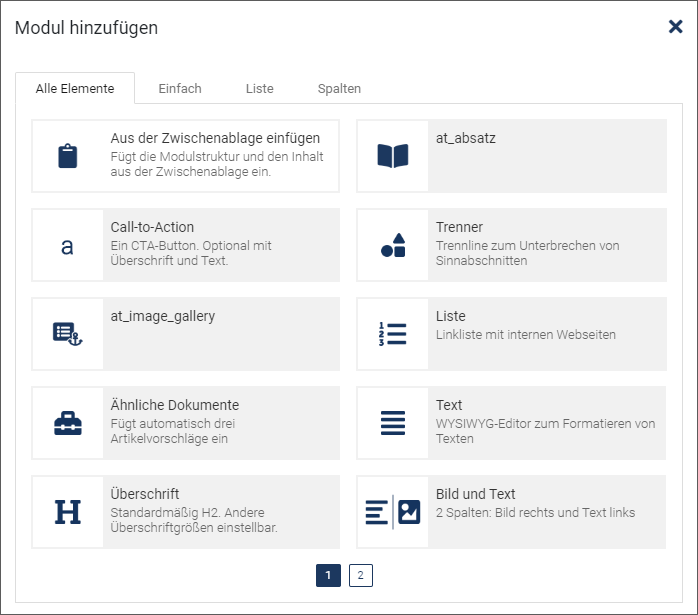 Modul hinzufügen
Alle Elemente
Einfach
Liste
Spalten
Aus der Zwischenablage einfügen
Fügt die Modulstruktur und den Inhalt
aus der Zwischenablage ein.
at_absatz
a
Call-to-Action
Ein CTA-Button. Optional mit
Überschrift und Text.
Trenner
Trennline zum Unterbrechen von
Sinnabschnitten
at_image_gallery
1
2
3
Liste
Linkliste mit internen Webseiten
Ähnliche Dokumente
Fügt automatisch drei
Artikelvorschläge ein
Text
WYSIWYG-Editor zum Formatieren von
Texten
H
Überschrift
Standardmäßig H2. Andere
Überschriftgrößen einstellbar.
Bild und Text
2 Spalten: Bild rechts und Text links
1
2